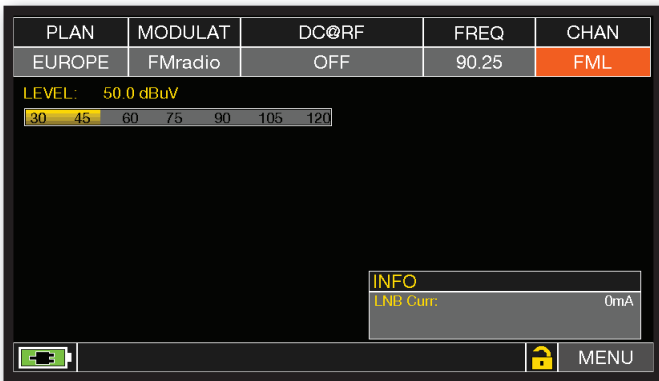 PLAN MODULAT DC@RF FREQ CHAN
EUROPE FMradio OFF 90.25 FML
LEVEL: 50.0 dBuV
30 45 60 75 90 105 120
INFO
LNB Curr: 0mA
MENU